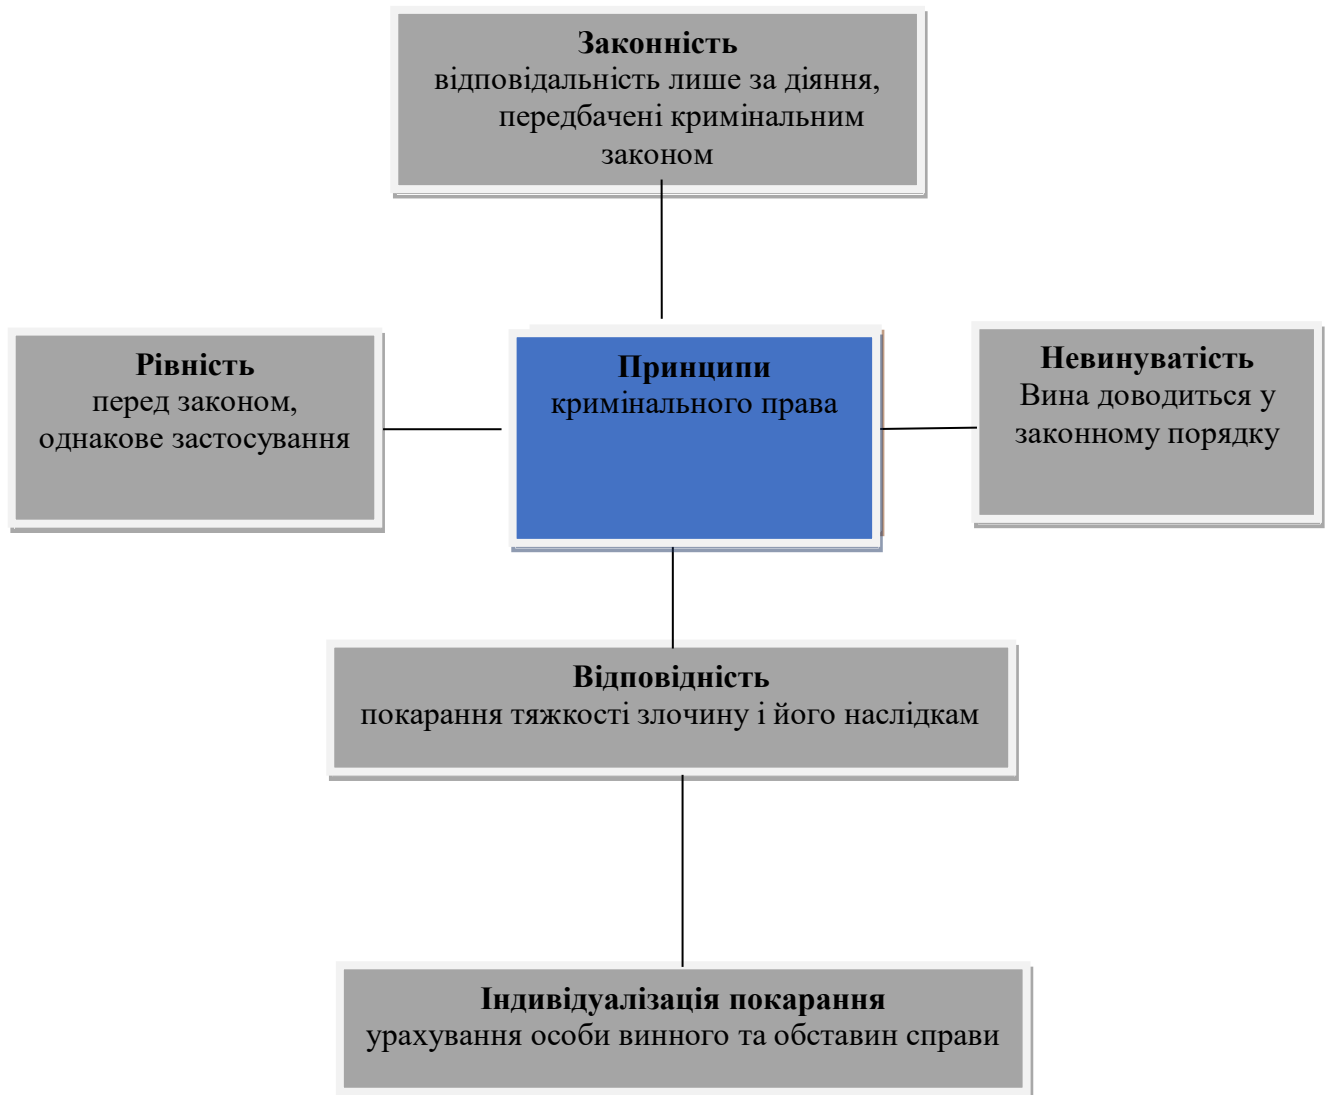 Законність
відповідальність лише за діяння,
передбачені кримінальним
законом
Рівність
перед законом,
однакове застосування
Принципи
кримінального права
Невинуватість
Вина доводиться у
законному порядку
Відповідність
покарання тяжкості злочину і його наслідкам
Індивідуалізація покарання
урахування особи винного та обставин справи